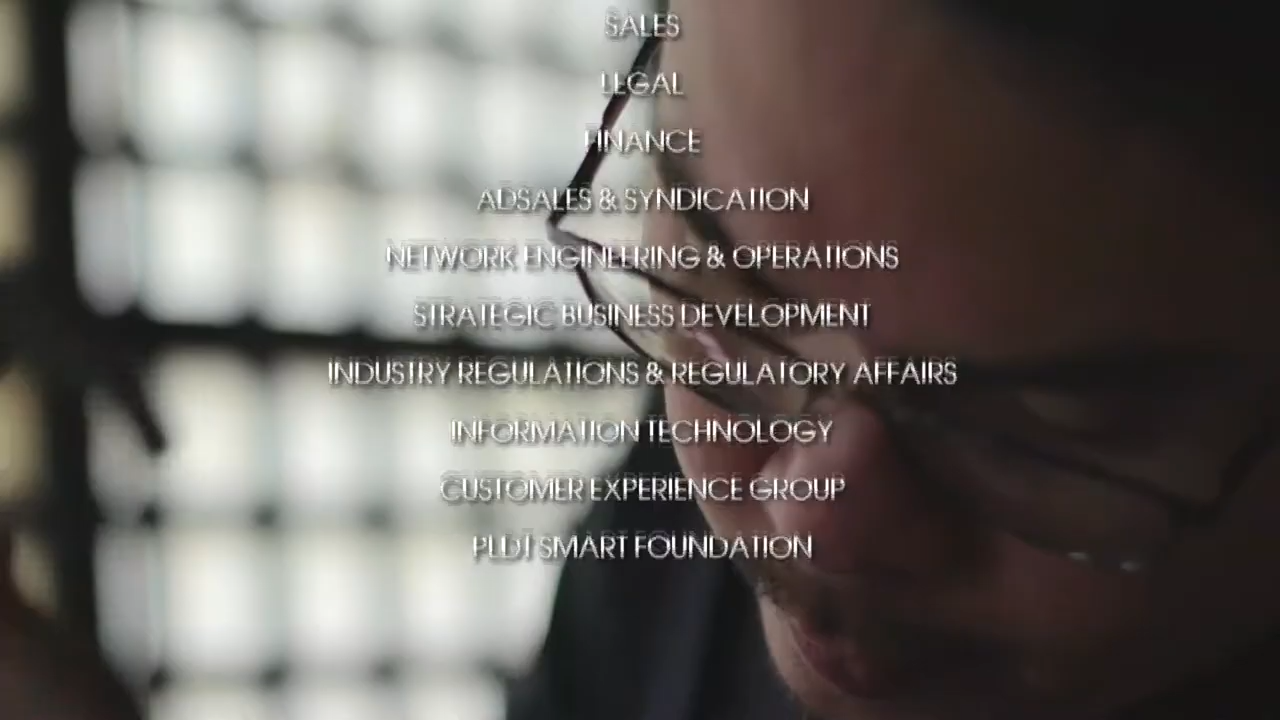 SALES
LEGAL
FINANCE
ADSALES & SYNDICATION
NETWORK ENGINEERING & OPERATIONS
STRATEGIC BUSINESS DEVELOPMENT
INDUSTRY REGULATIONS & REGULATORY AFFAIRS
INFORMATION TECHNOLOGY
CUSTOMER EXPERIENCE GROUP
PLDT SMART FOUNDATION